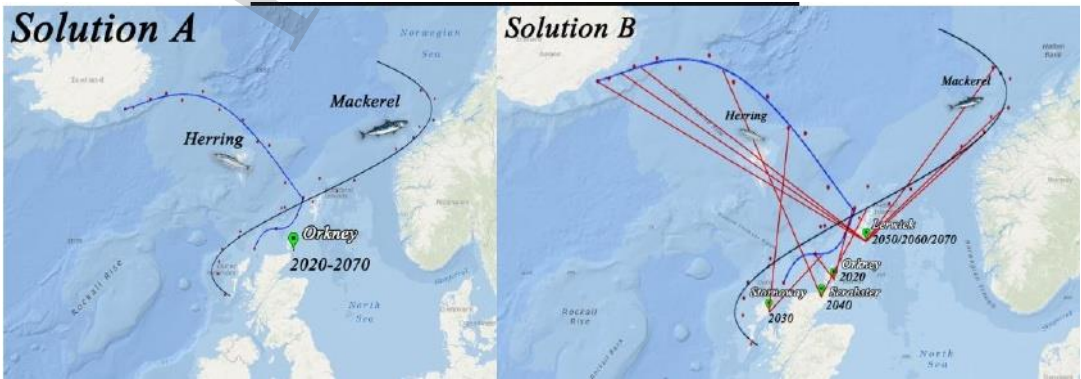 Solution A
Norwegian
Sea
Iceland
Mackerel
Herring
Orkney
2020-2070
Rockall Rise
North
Sea
Solution B
Mackerel
Herring
Lerwick
2050/2060/2070
Orkney
2020
Stornaway
Scrabster
2040
2030
Rockall
Rise
North
Sea